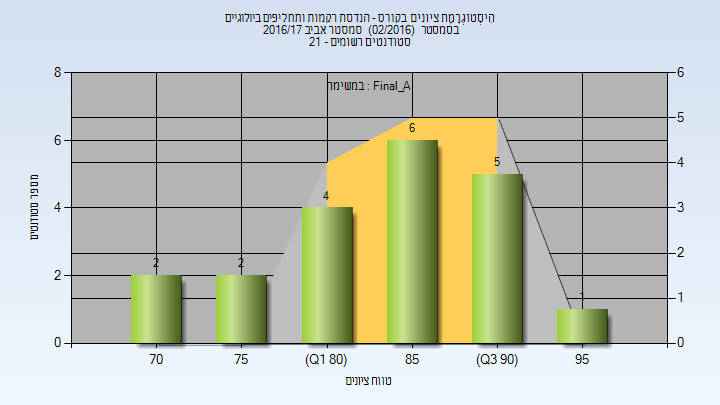 הִיסְטוֹגְרָמַת ציונים בקורס - הנדסת רקמות ותחליפים ביולוגיים
בסמסטר (02/2016) סמסטר אביב 2016/17
סטודנטים רשומים - 21
במשימה : Final_A
8 6
5
6 4
4 3
2
2 1
0 0
2 2 4 6 5 1
מספר סטודנטים
70 75 (Q1 80) 85 (Q3 90) 95
טווח ציונים